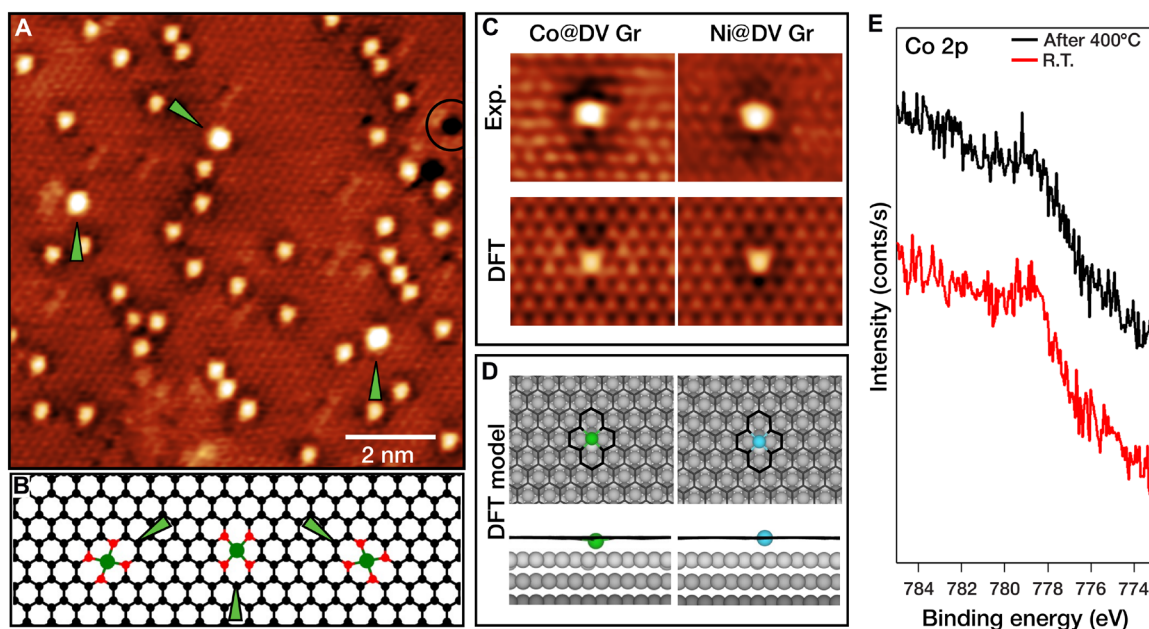 A
2 nm
B
C
Co@DV Gr
Ni@DV Gr
Exp.
DFT
D
DFT model
E
Co 2p
After 400°C
R.T.
Intensity (conts/s)
784 782 780 778 776 774
Binding energy (eV)